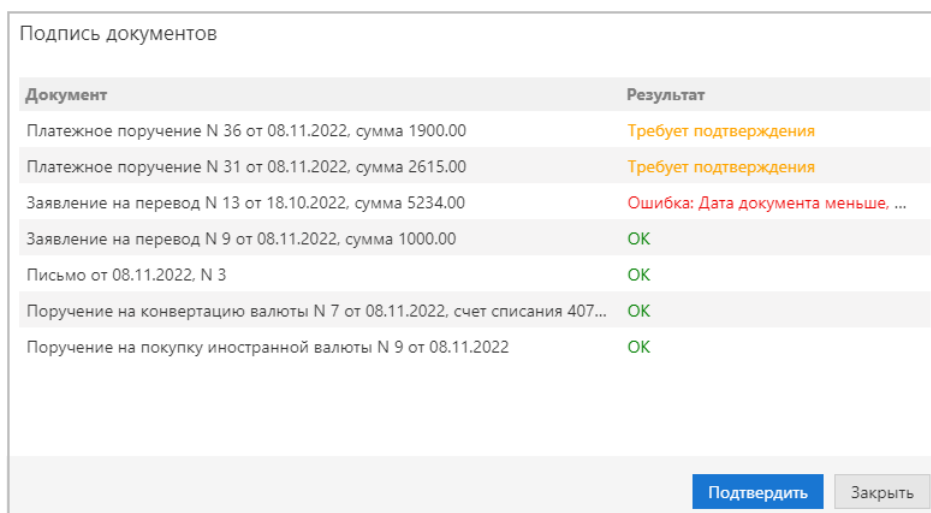 Подпись документов
Документ Результат
Платежное поручение N 36 от 08.11.2022, сумма 1900.00 Требует подтверждения
Платежное поручение N 31 от 08.11.2022, сумма 2615.00 Требует подтверждения
Заявление на перевод N 13 от 18.10.2022, сумма 5234.00 Ошибка: Дата документа меньше, ...
Заявление на перевод N 9 от 08.11.2022, сумма 1000.00 OK
Письмо от 08.11.2022, N 3 OK
Поручение на конвертацию валюты N 7 от 08.11.2022, счет списания 407... OK
Поручение на покупку иностранной валюты N 9 от 08.11.2022 OK
Подтвердить Закрыть